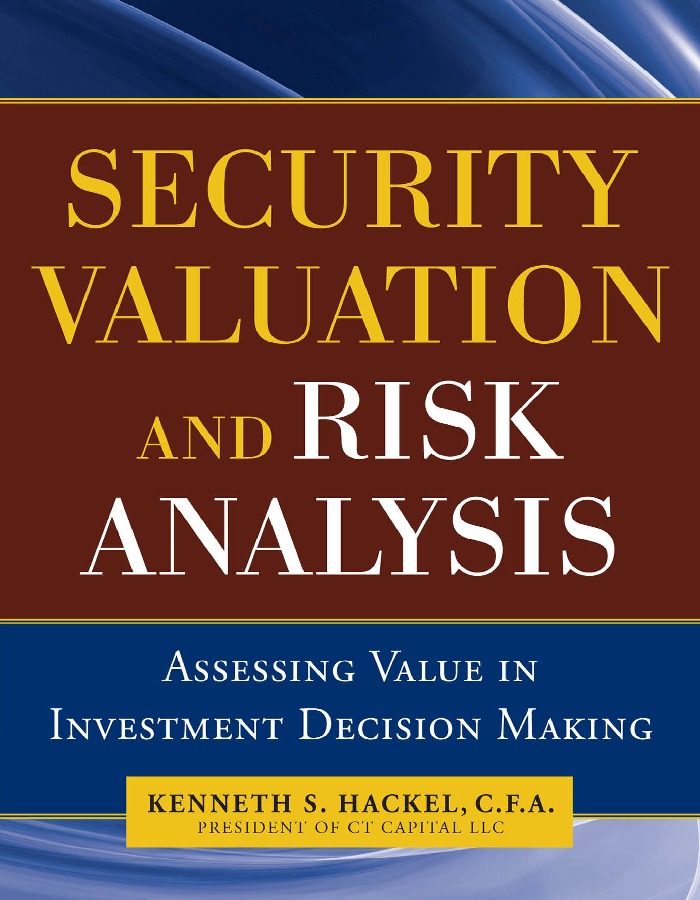 SECURITY
VALUATION
AND RISK
ANALYSIS
ASSESSING VALUE IN
INVESTMENT DECISION MAKING
KENNETH S. HACKEL, C.F.A.
PRESIDENT OF CT CAPITAL LLC